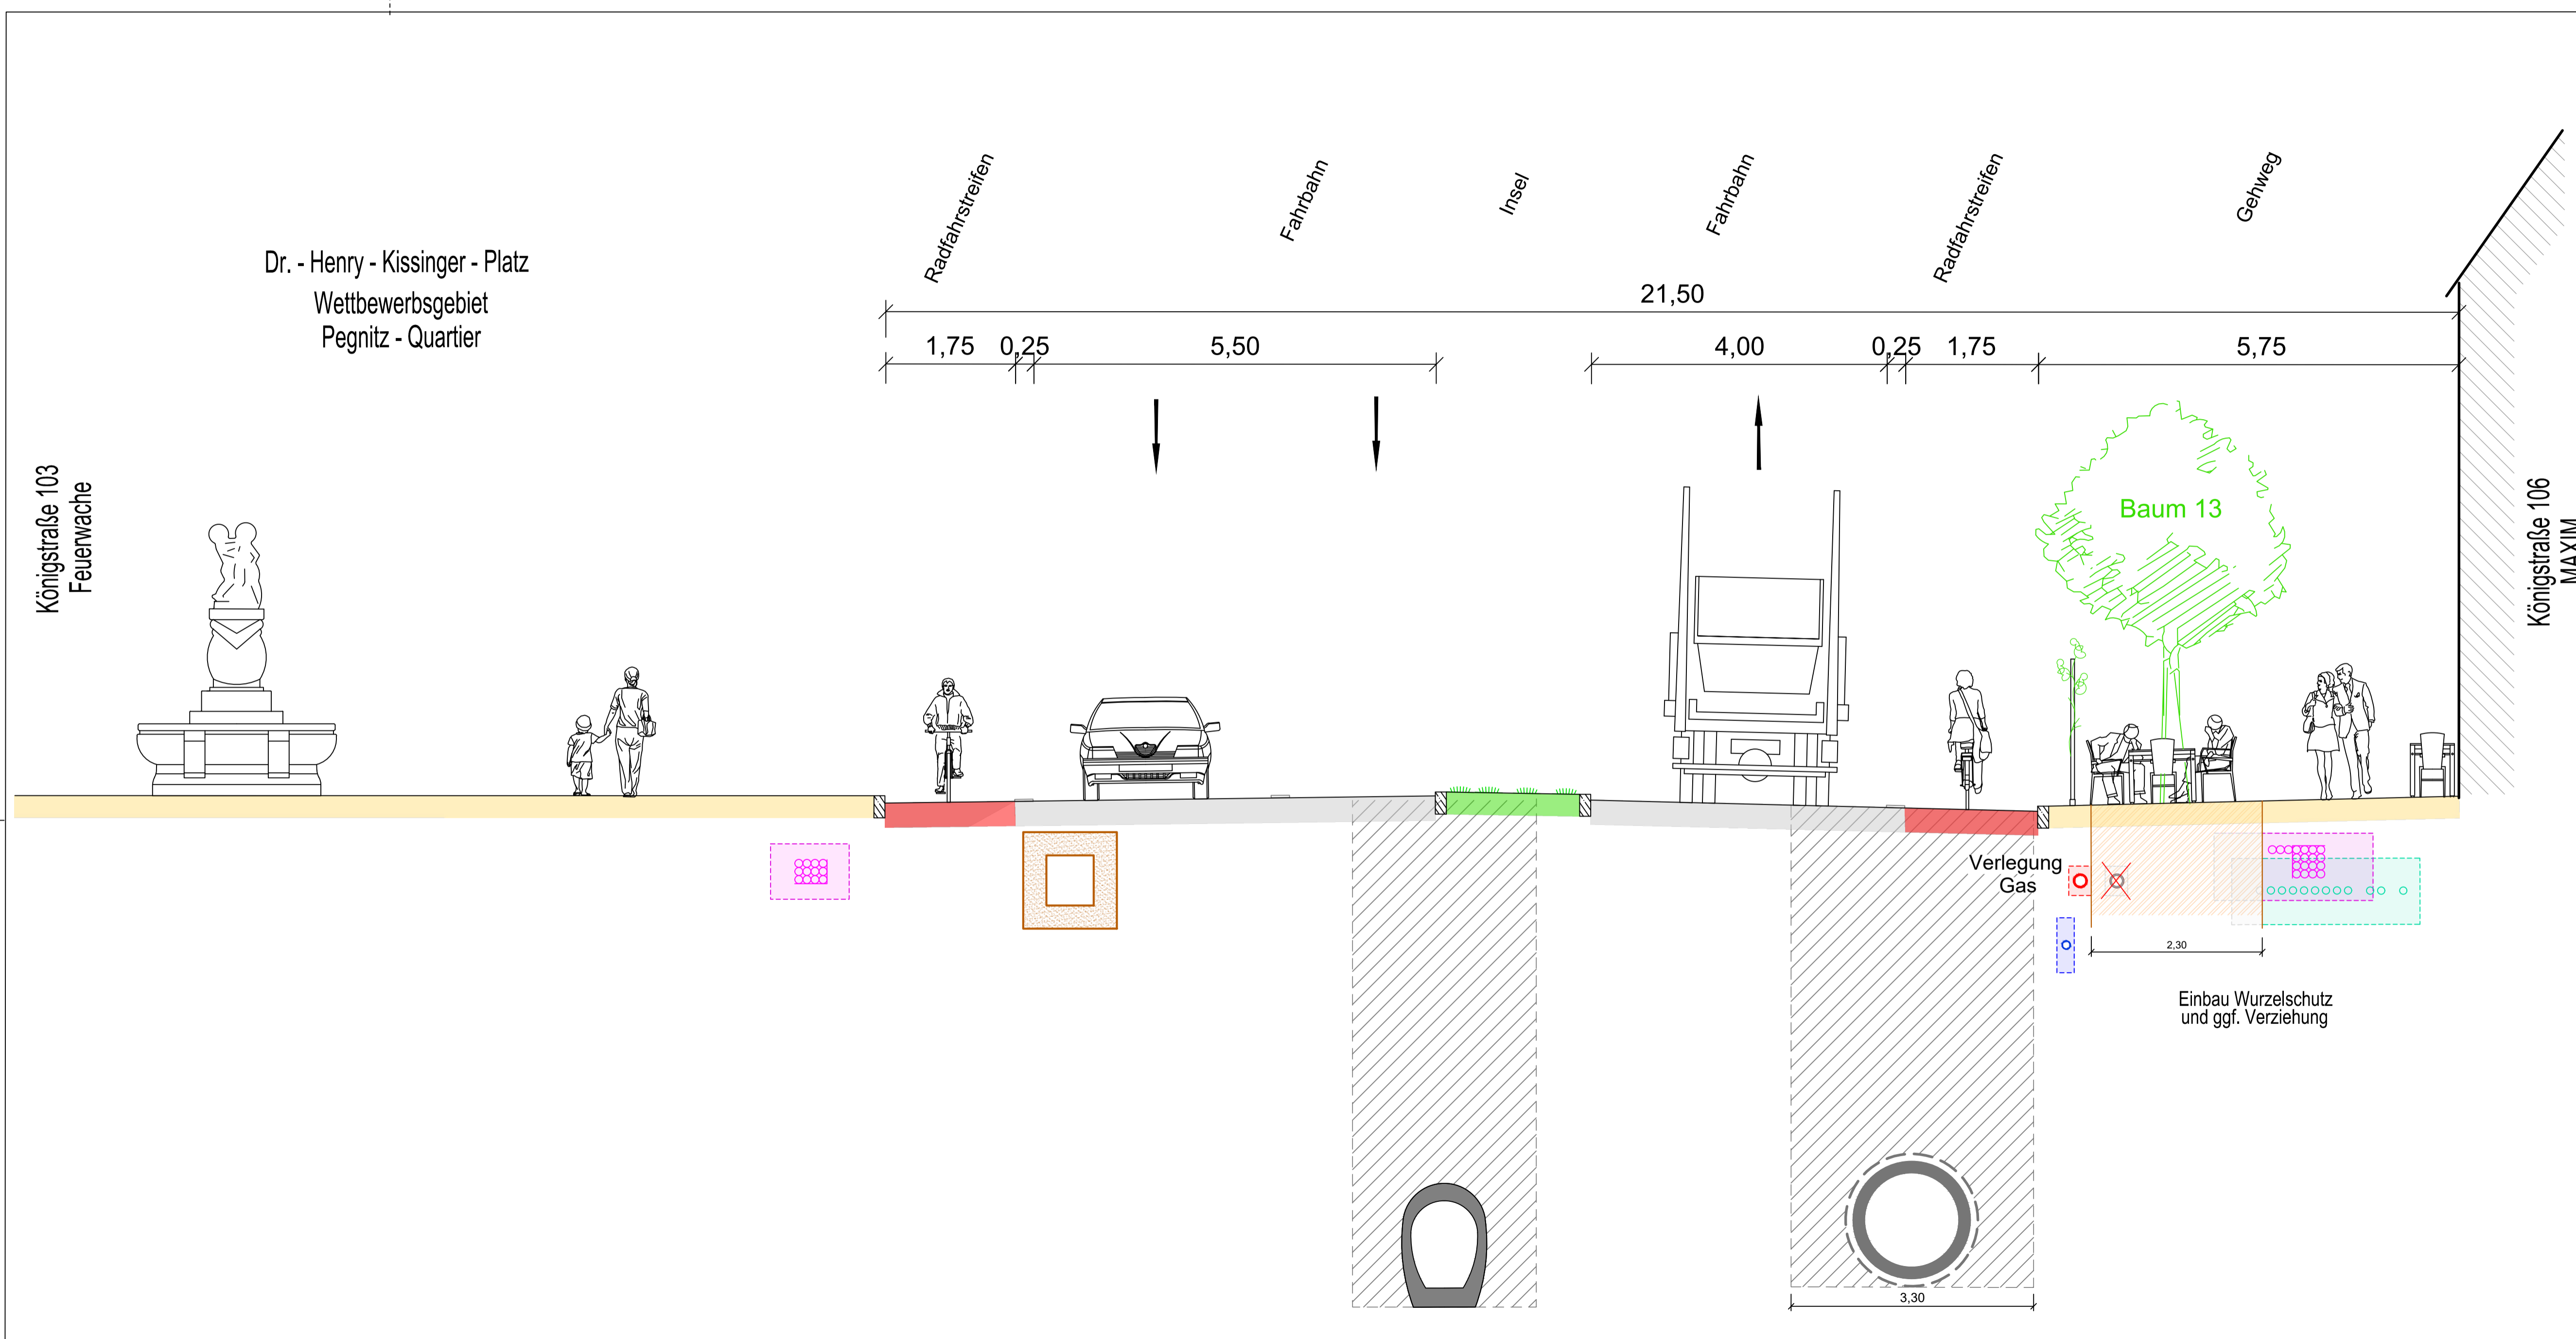 Radfahrstreifen
Fahrbahn
Insel
Fahrbahn
Radfahrstreifen
Gehweg
Dr. - Henry - Kissinger - Platz
Wettbewerbsgebiet
Pegnitz - Quartier
21,50
1,75 0,25 5,50 4,00 0,25 1,75 5,75
Königstraße 103
Feuerwache
Baum 13
Königstraße 106
MAXIM
Verlegung
Gas
2,30
Einbau Wurzelschutz
und ggf. Verziehung
3,30